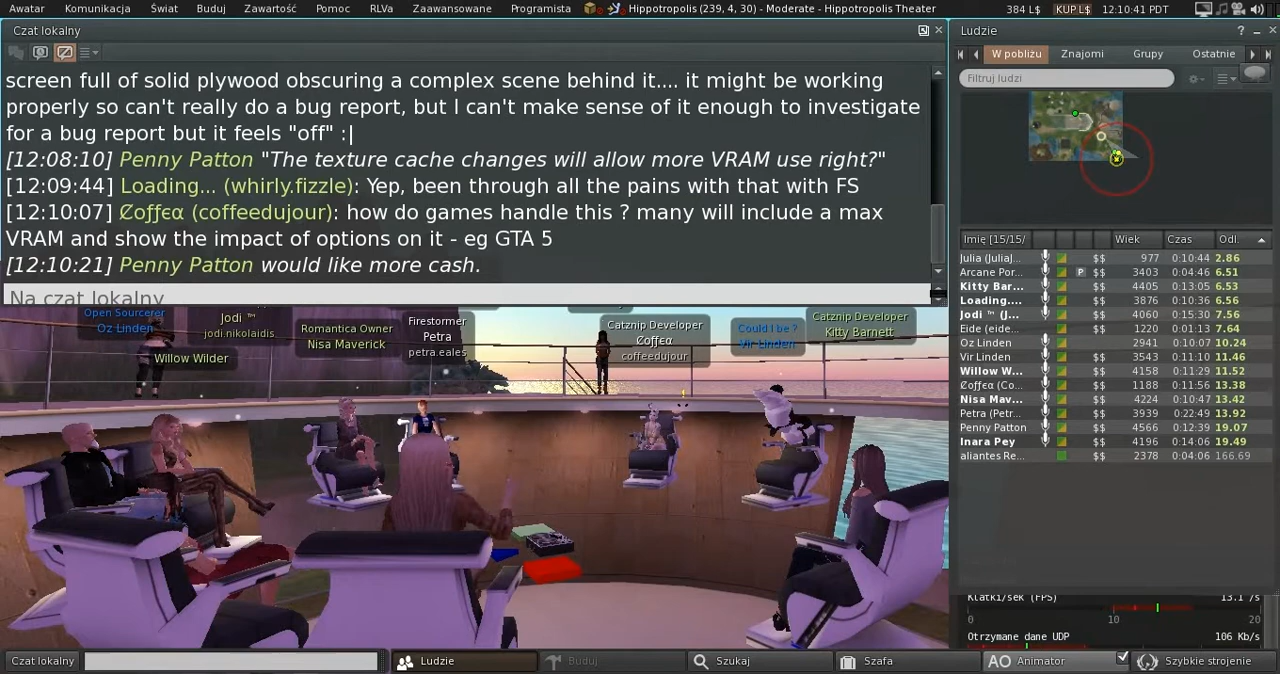 Awatar Komunikacja Świat Buduj Zawartość Pomoc RLVa Zaawansowane Programista Hippotropolis (239, 4, 30) - Moderate - Hippotropolis Theater 384 L$ KUP L$ 12:10:41 PDT
Czat lokalny
screen full of solid plywood obscuring a complex scene behind it.... it might be working
properly so can't really do a bug report, but I can't make sense of it enough to investigate
for a bug report but it feels "off" :|
[12:08:10] Penny Patton "The texture cache changes will allow more VRAM use right?"
[12:09:44] Loading... (whirly.fizzle): Yep, been through all the pains with that with FS
[12:10:07] Ȼoƒƒєα (coffeedujour): how do games handle this ? many will include a max
VRAM and show the impact of options on it - eg GTA 5
[12:10:21] Penny Patton would like more cash.
Na czat lokalny
Open Sourcerer
Oz Linden
Jodi ™
jodi.nikolaidis
Willow Wilder
Romantica Owner
Nisa Maverick
Firestormer
Petra
petra.eales
Catznip Developer
Ȼoƒƒєα
coffeedujour
Could I be ?
Vir Linden
Catznip Developer
Kitty Barnett
Ludzie
W pobliżu Znajomi Grupy Ostatnie
Filtruj ludzi
Imię [15/15/ Wiek Czas Odl.
Julia (JuliaJ... $$ 977 0:10:44 2.86
Arcane Por... P $$ 3403 0:04:46 6.51
Kitty Bar... $$ 4405 0:13:05 6.53
Loading.... $$ 3876 0:10:36 6.56
Jodi ™ (J... $$ 4060 0:15:30 7.56
Eide (eide... $$ 1220 0:01:13 7.64
Oz Linden $$ 2941 0:10:07 10.24
Vir Linden $$ 3543 0:11:10 11.46
Willow W... $$ 4158 0:11:29 11.52
Ȼoƒƒєα (Co... $$ 1188 0:11:56 13.38
Nisa Mav... $$ 4224 0:10:47 13.42
Petra (Petr... $$ 3939 0:22:49 13.92
Penny Patton $$ 4566 0:12:39 19.07
Inara Pey $$ 4196 0:14:06 19.49
aliantes Re... $$ 2378 0:04:06 166.69
Klatki/sek (FPS) 13.1 /s
0 10 20
Otrzymane dane UDP 106 Kb/s
Czat lokalny Ludzie Buduj Szukaj Szafa AO Animator Szybkie strojenie